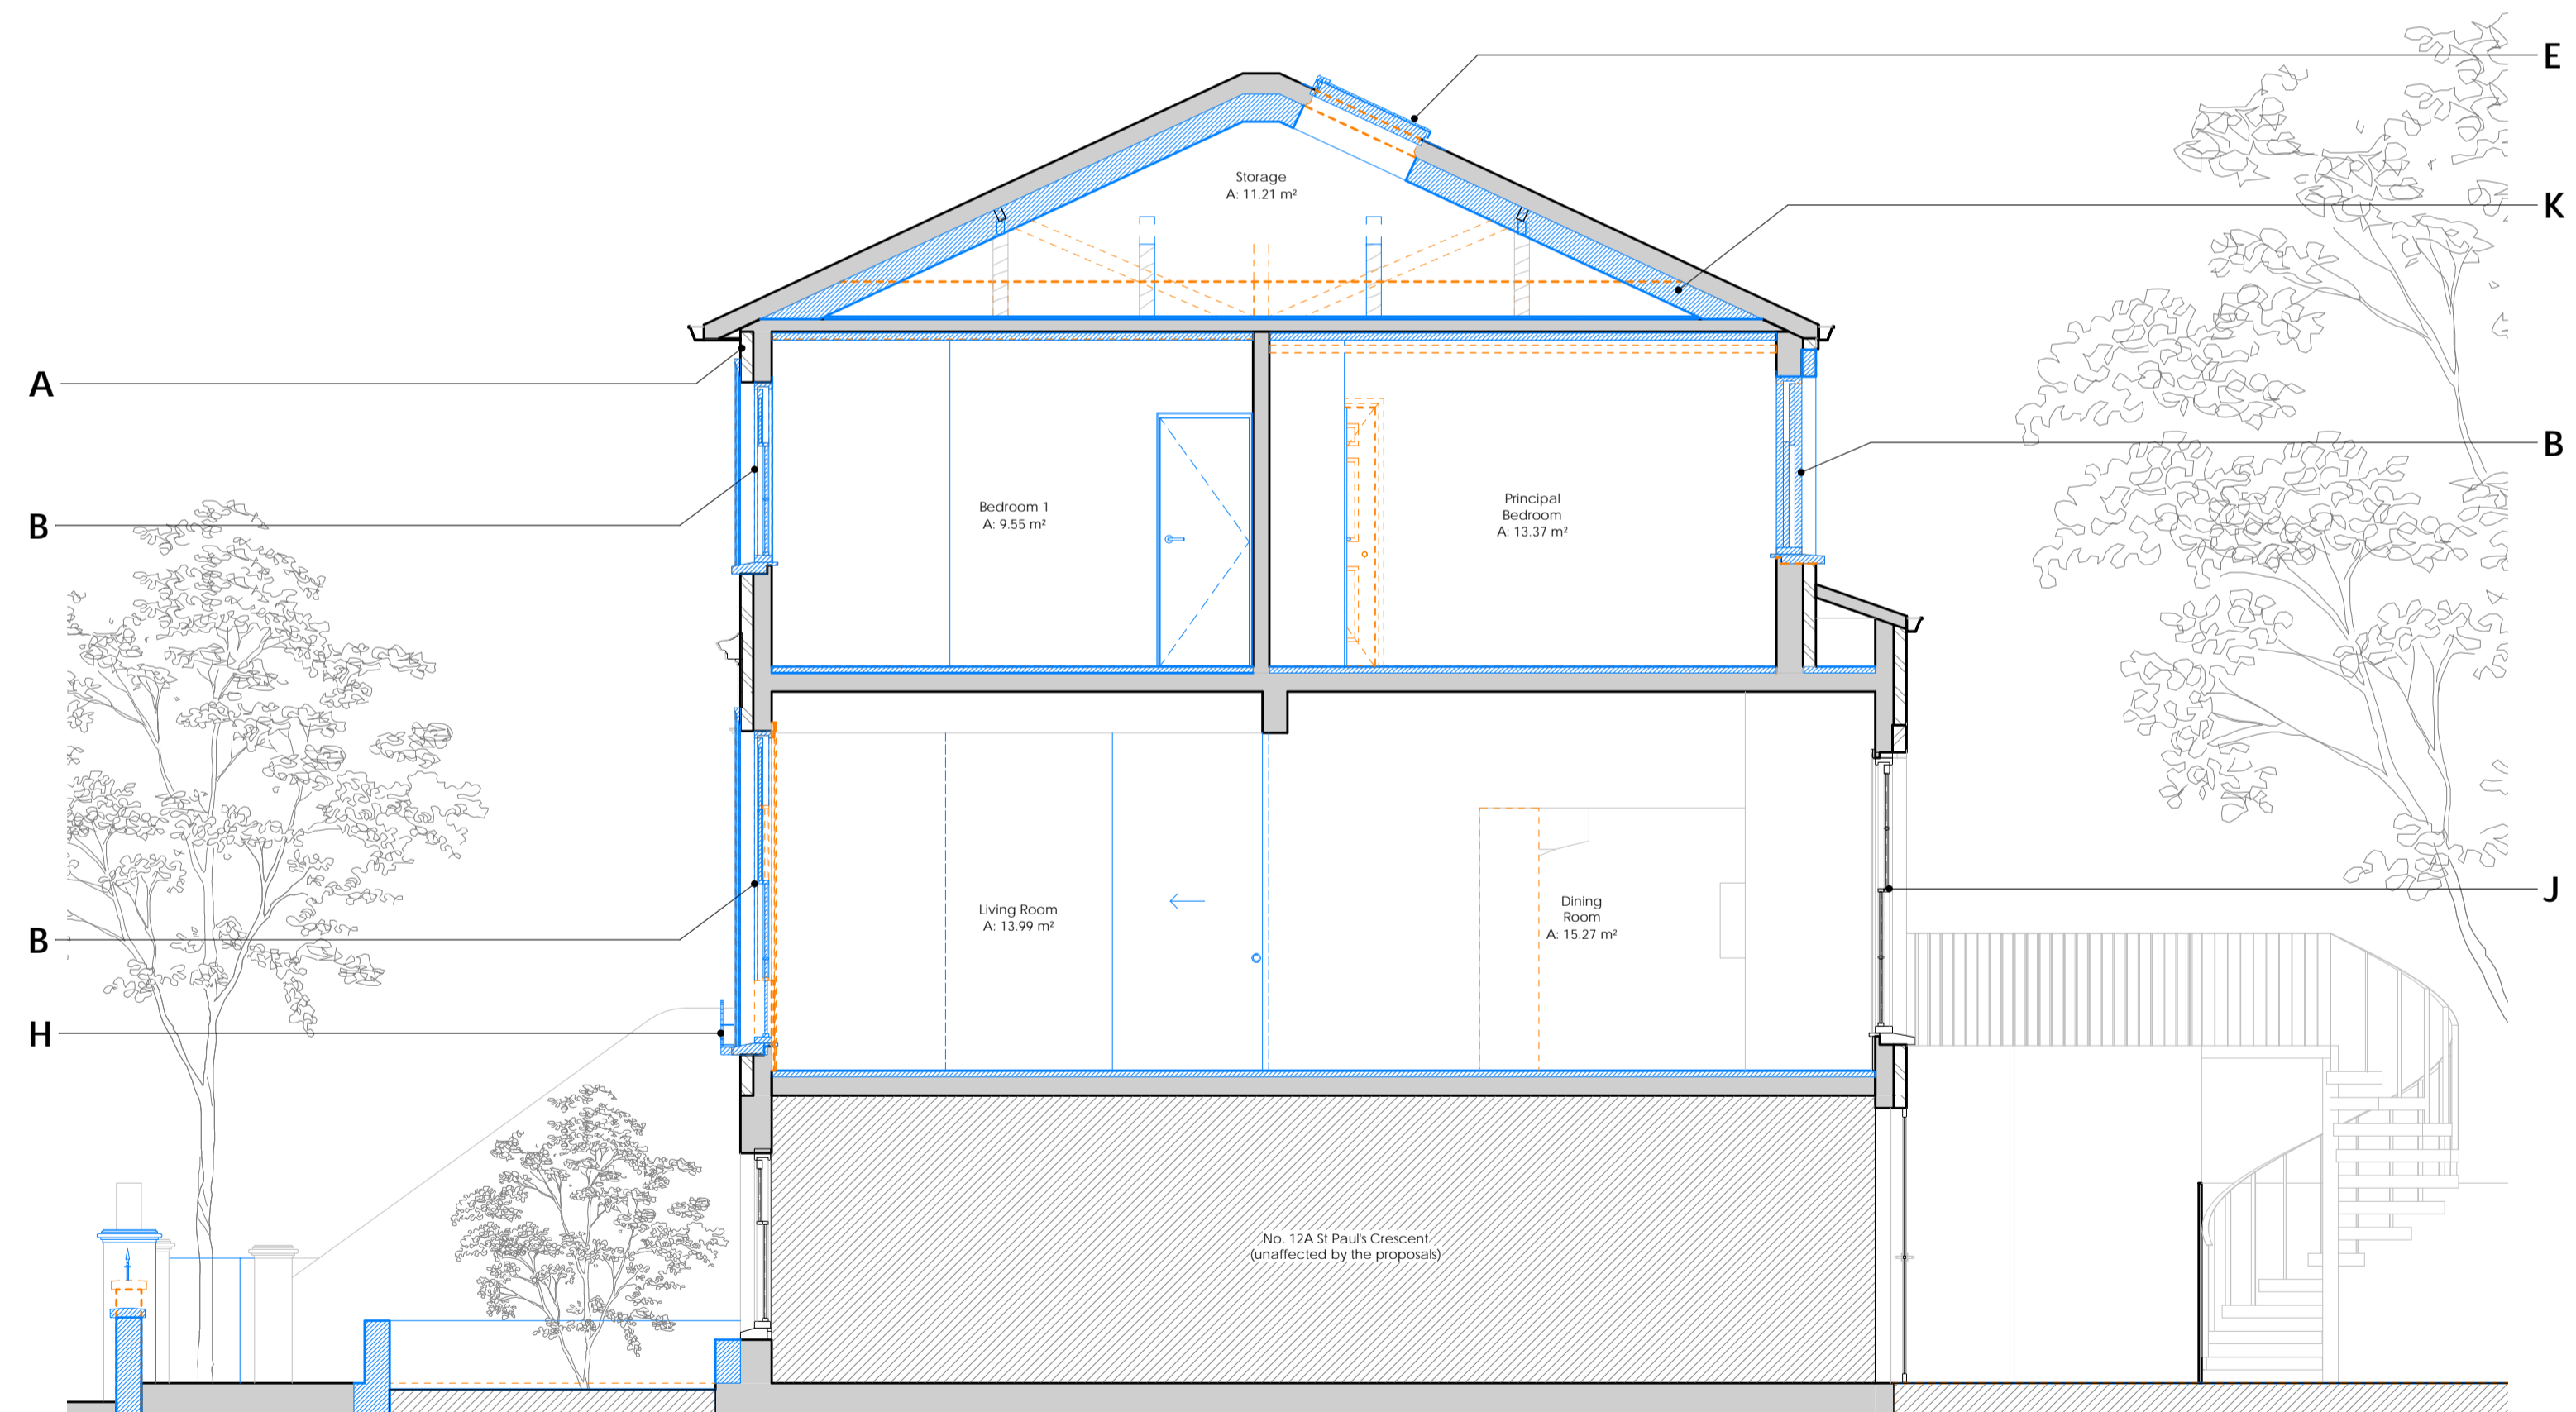 E
Storage
A: 11.21 m²
K
A
B
B
Bedroom 1
A: 9.55 m²
Principal
Bedroom
A: 13.37 m²
J
Living Room
A: 13.99 m²
Dining
Room
A: 15.27 m²
B
H
No. 12A St Paul's Crescent
(unaffected by the proposals)